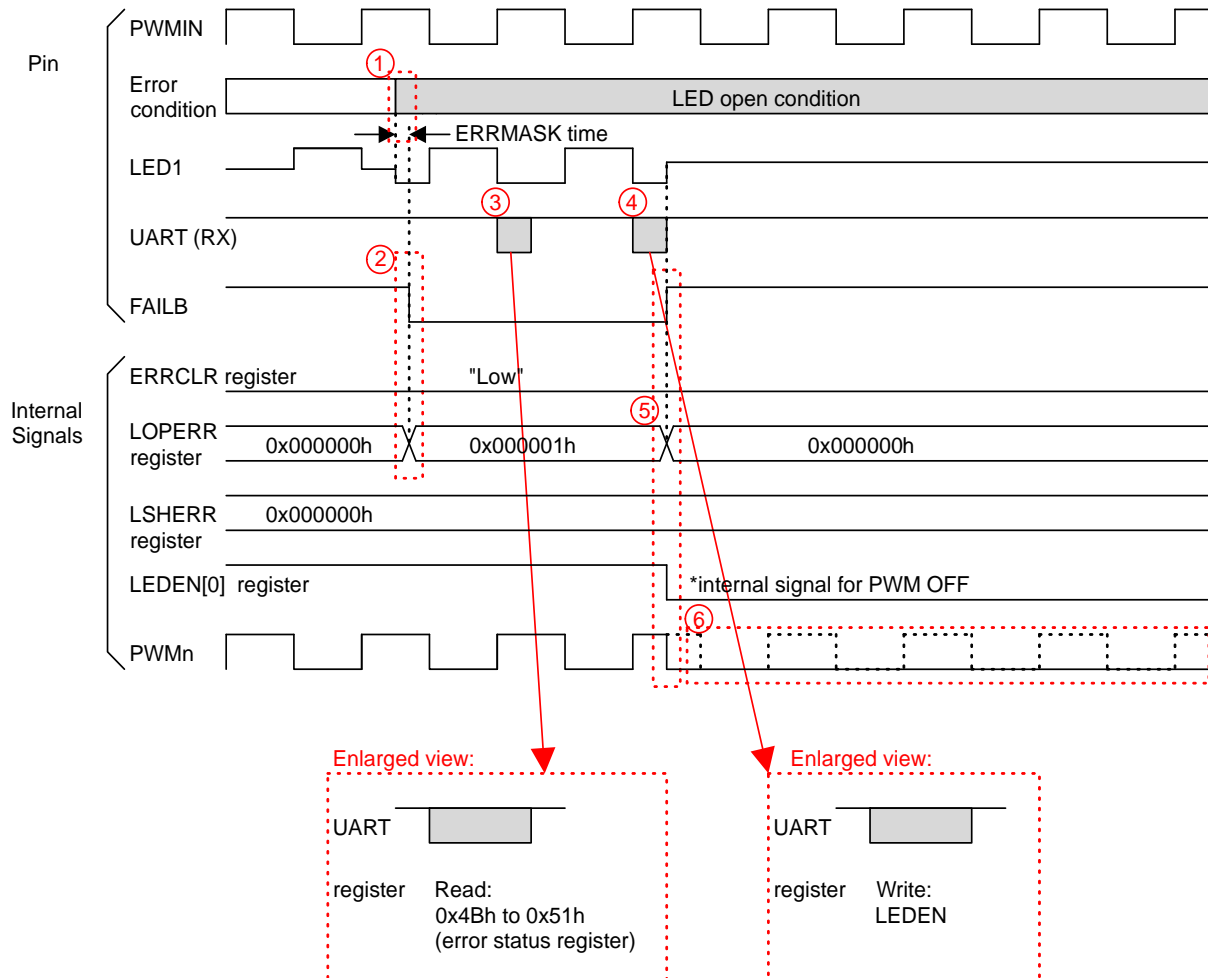 Pin
PWMIN
1
Error
condition
LED open condition
ERRMASK time
LED1
3
4
UART (RX)
2
FAILB
Internal
Signals
ERRCLR register
"Low"
5
LOPERR
register
0x000000h
0x000001h
0x000000h
LSHERR
register
0x000000h
LEDEN[0] register
*internal signal for PWM OFF
6
PWMn
Enlarged view:
UART
register
Read:
0x4Bh to 0x51h
(error status register)
Enlarged view:
UART
register
Write:
LEDEN